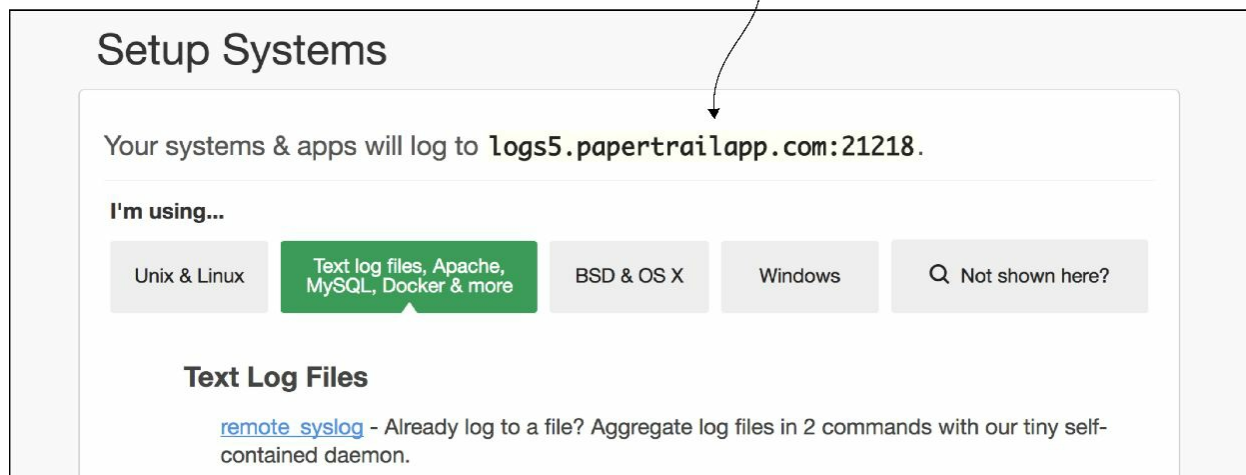 Setup Systems
Your systems & apps will log to logs5.papertrailapp.com:21218.
I'm using...
Unix & Linux
Text log files, Apache,
MySQL, Docker & more
BSD & OS X
Windows
Not shown here?
Text Log Files
remote_syslog - Already log to a file? Aggregate log files in 2 commands with our tiny self-
contained daemon.